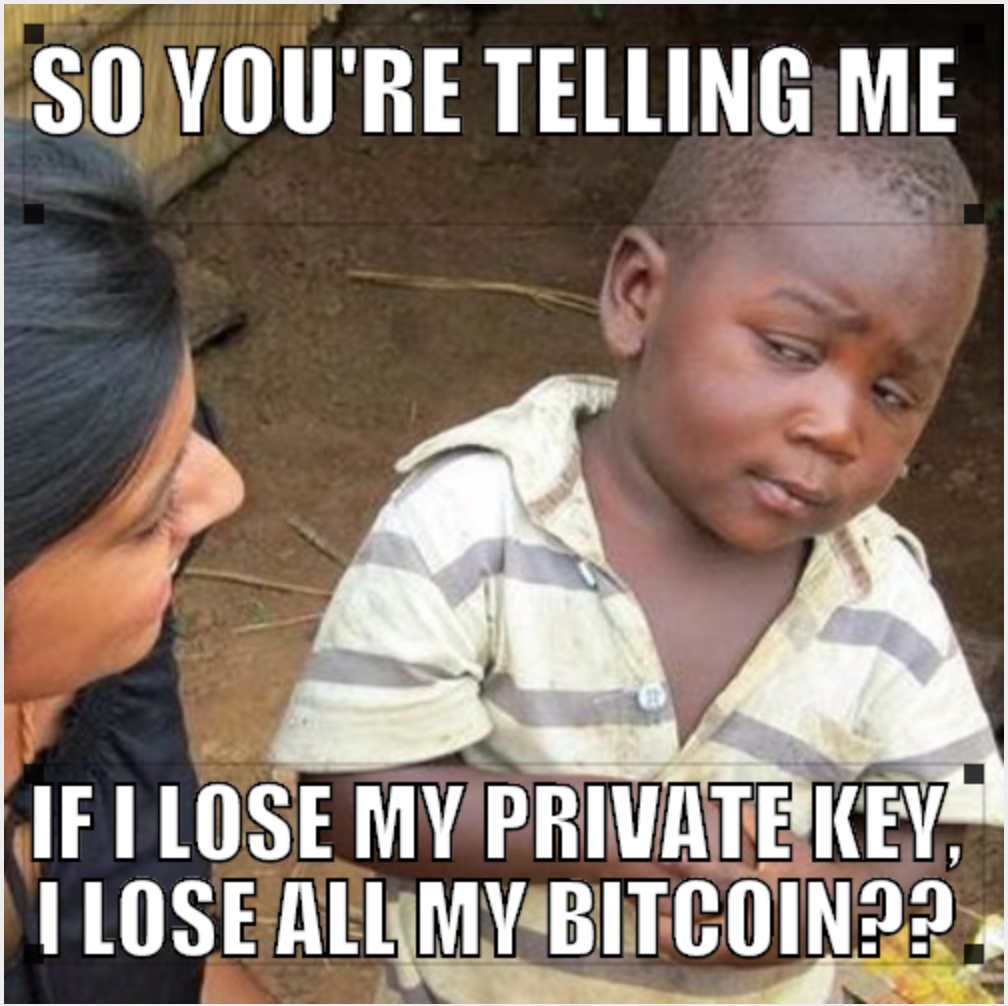 SO YOU'RE TELLING ME
IF I LOSE MY PRIVATE KEY,
I LOSE ALL MY BITCOIN??